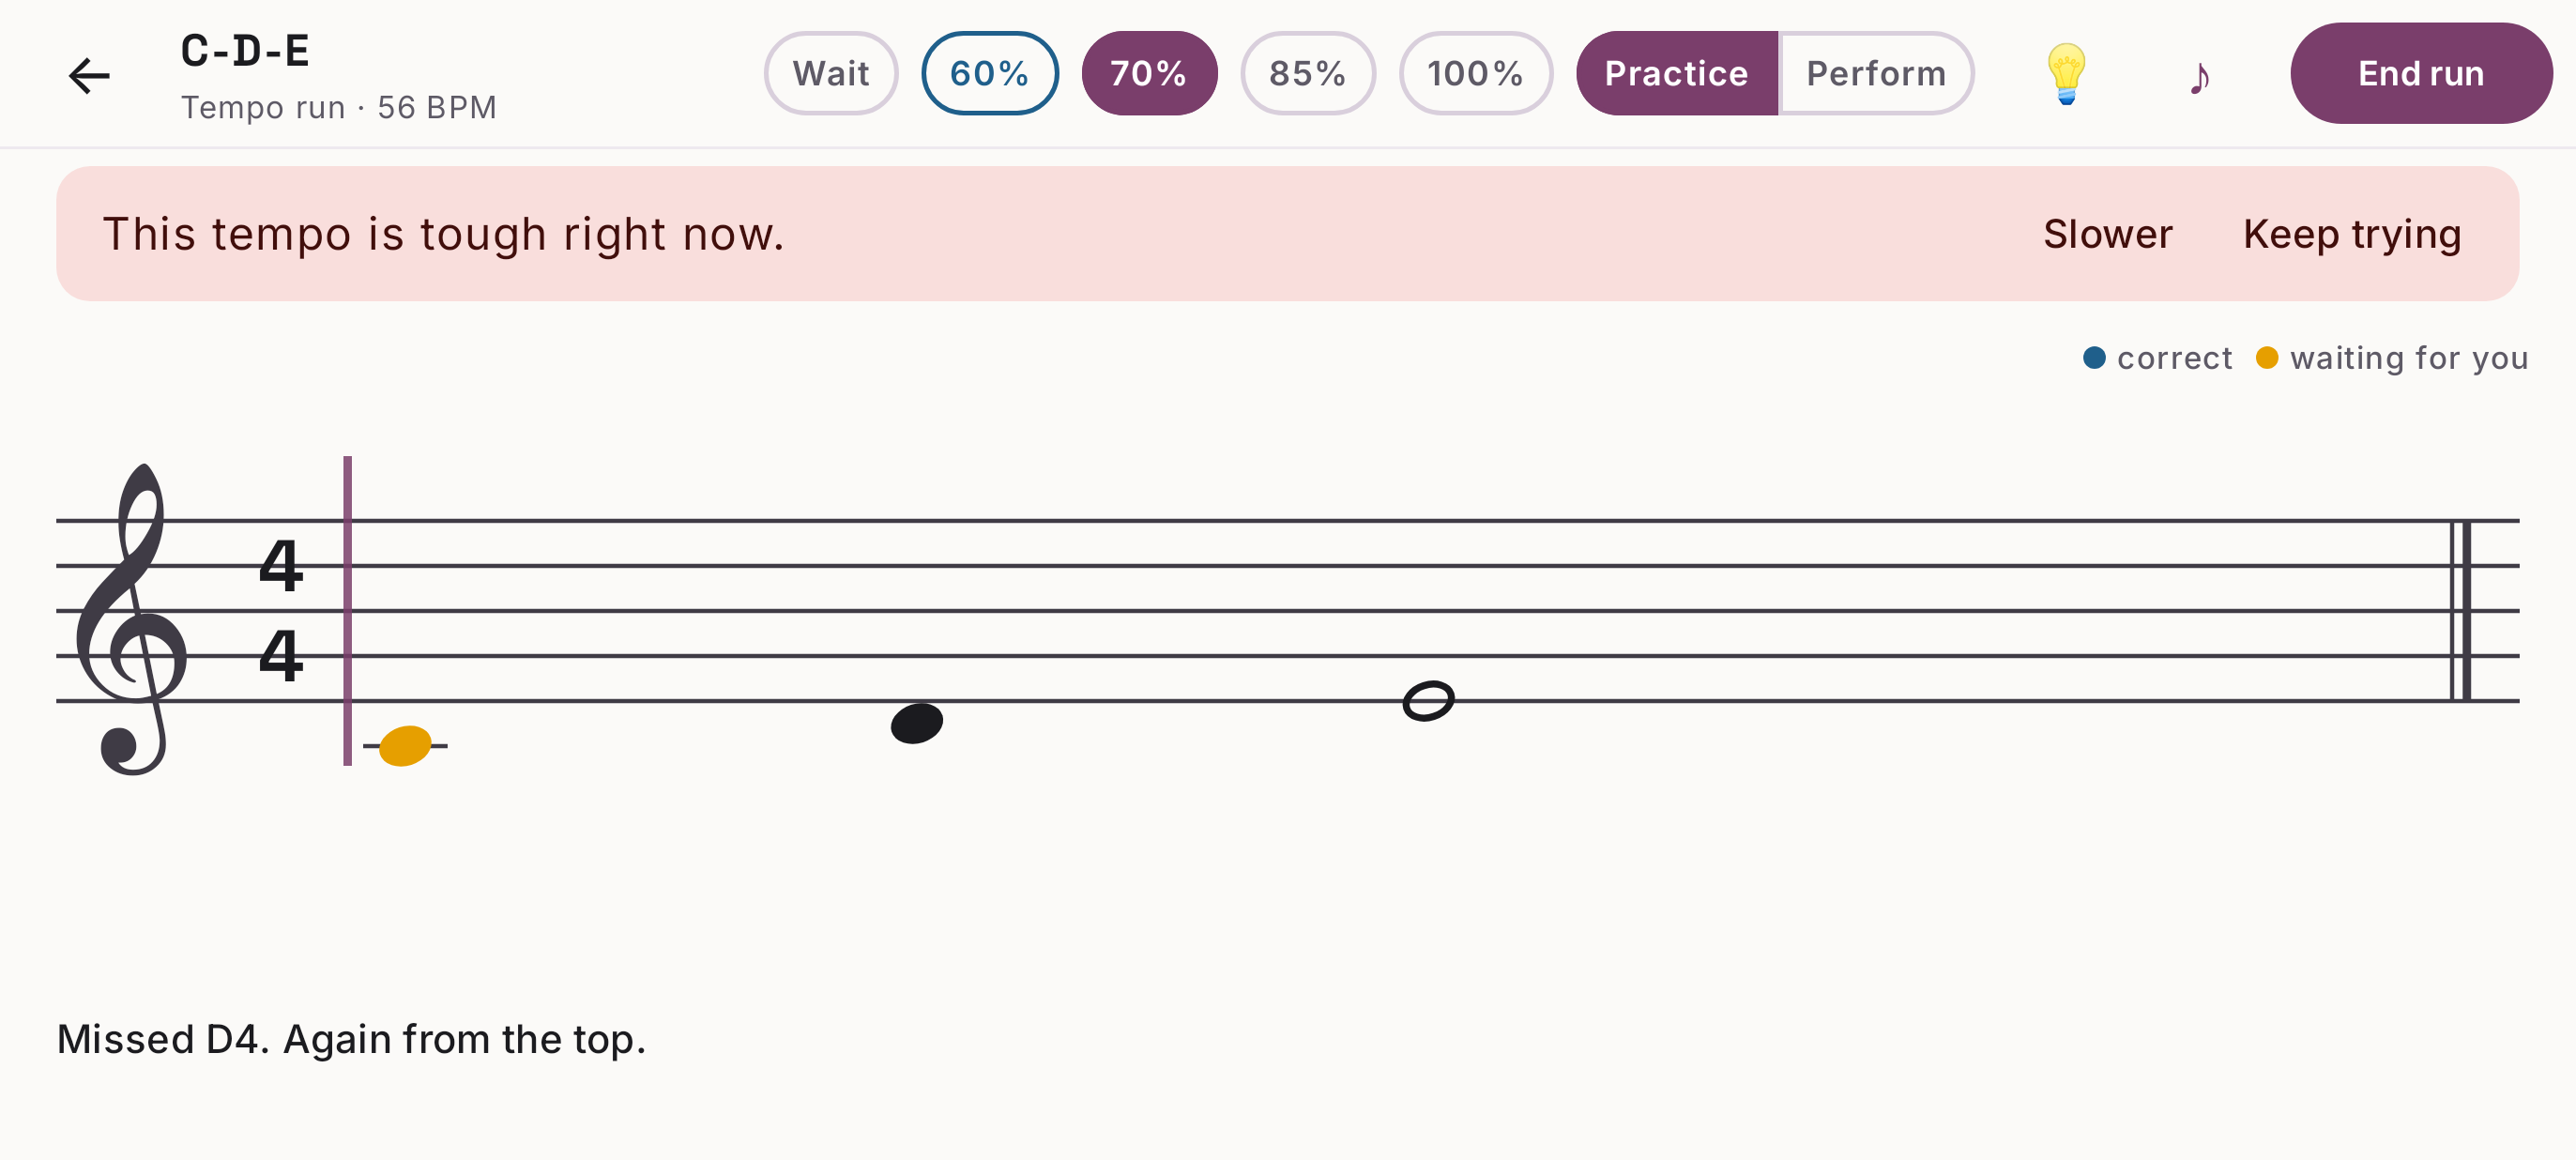 C-D-E
Tempo run · 56 BPM
Wait 60% 70% 85% 100% Practice Perform End run
This tempo is tough right now. Slower Keep trying
correct waiting for you
4
4
Missed D4. Again from the top.